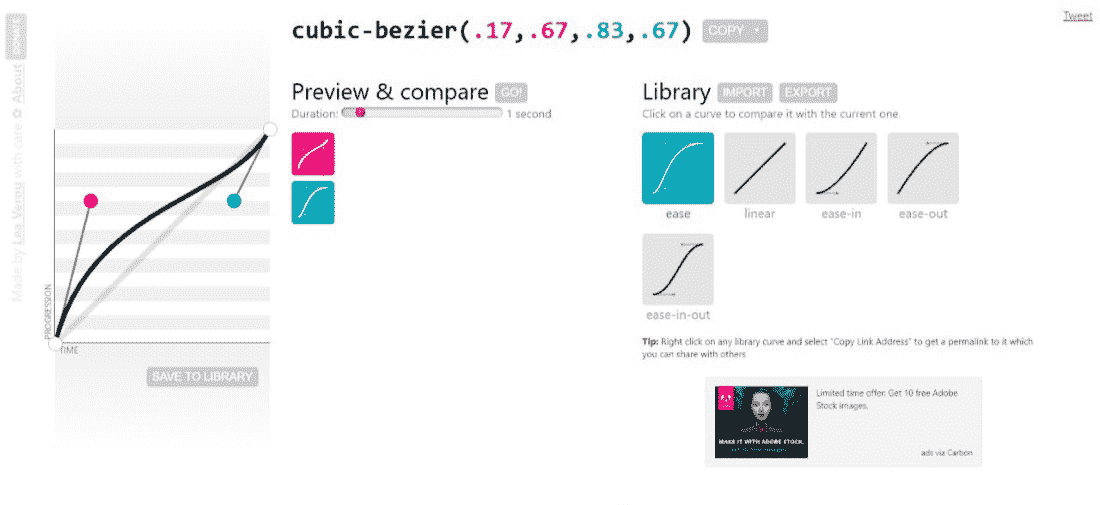 Tweet
DONATE
Made by Lea Verou with care ✿ About
cubic-bezier(.17,.67,.83,.67)
COPY
Preview & compare
GO!
Duration:
1 second
Library
IMPORT
EXPORT
Click on a curve to compare it with the current one.
ease
linear
ease-in
ease-out
ease-in-out
PROGRESSION
TIME
SAVE TO LIBRARY
Tip: Right click on any library curve and select "Copy Link Address" to get a permalink to it which
you can share with others
MAKE IT WITH ADOBE STOCK.
Limited time offer: Get 10 free Adobe
Stock images.
ads via Carbon